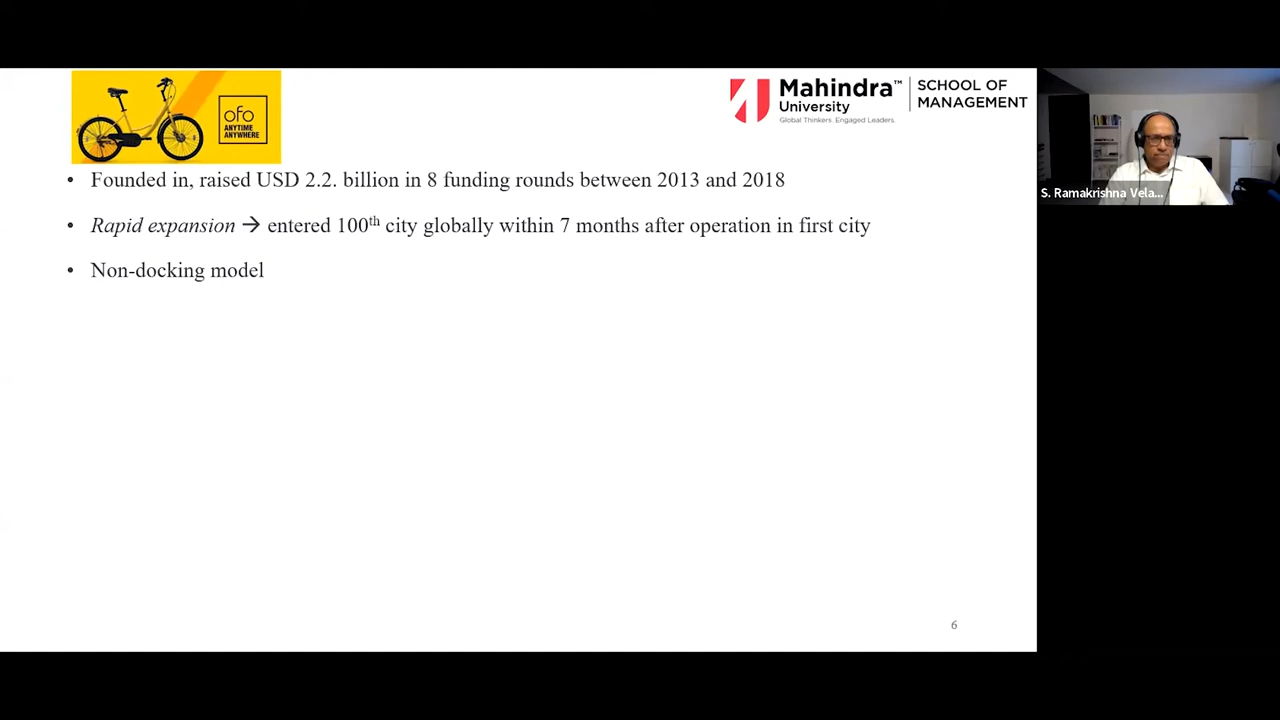 ofo
ANYTIME
ANYWHERE
Mahindra™
University
Global Thinkers. Engaged Leaders.
SCHOOL OF
MANAGEMENT
S. Ramakrishna Vela...
• Founded in, raised USD 2.2. billion in 8 funding rounds between 2013 and 2018
• Rapid expansion → entered 100th city globally within 7 months after operation in first city
• Non-docking model
6